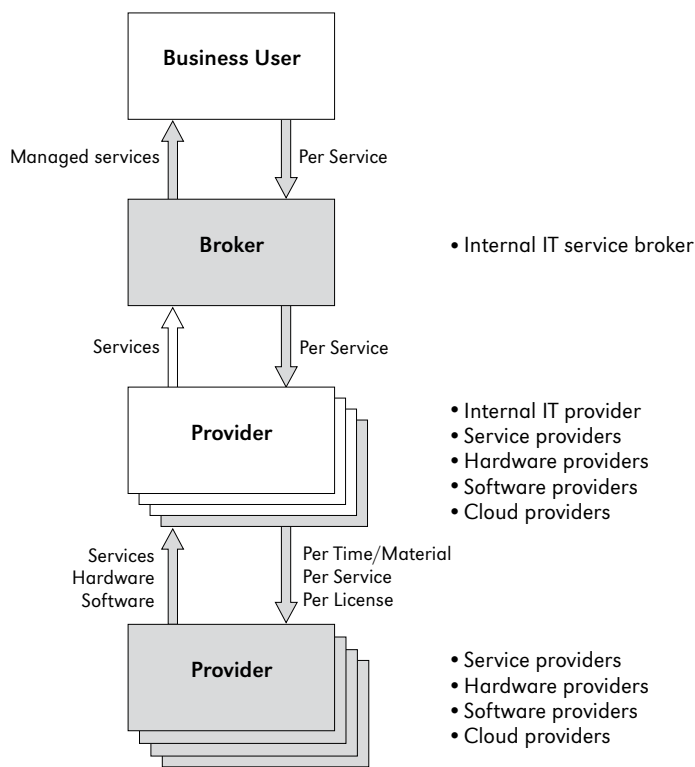 Business User
Managed services
Per Service
Broker
• Internal IT service broker
Services
Per Service
Provider
• Internal IT provider
• Service providers
• Hardware providers
• Software providers
• Cloud providers
Services
Hardware
Software
Per Time/Material
Per Service
Per License
Provider
• Service providers
• Hardware providers
• Software providers
• Cloud providers